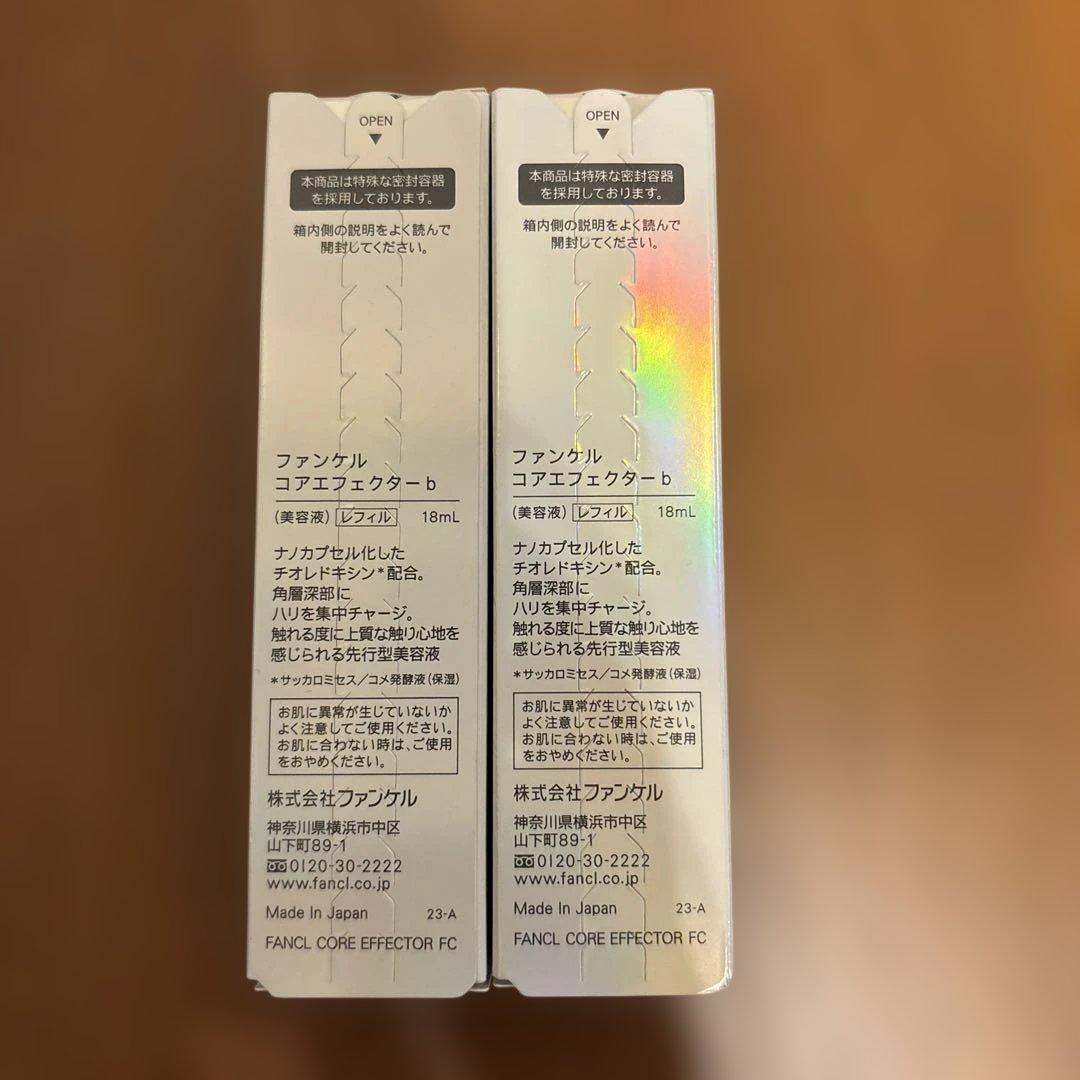 OPEN
本商品は特殊な密封容器
を採用しております。
箱内側の説明をよく読んで
開封してください。
ファンケル
コアエフェクターb
(美容液) レフィル 18mL
ナノカプセル化した
チオレドキシン*配合。
角層深部に
ハリを集中チャージ。
触れる度に上質な触り心地を
感じられる先行型美容液
*サッカロミセス/コメ発酵液(保湿)
お肌に異常が生じていないか
よく注意してご使用ください。
お肌に合わない時は、ご使用
をおやめください。
株式会社ファンケル
神奈川県横浜市中区
山下町89-1
0120-30-2222
www.fancl.co.jp
Made In Japan 23-A
FANCL CORE EFFECTOR FC
OPEN
本商品は特殊な密封容器
を採用しております。
箱内側の説明をよく読んで
開封してください。
ファンケル
コアエフェクターb
(美容液) レフィル 18mL
ナノカプセル化した
チオレドキシン*配合。
角層深部に
ハリを集中チャージ。
触れる度に上質な触り心地を
感じられる先行型美容液
*サッカロミセス/コメ発酵液(保湿)
お肌に異常が生じていないか
よく注意してご使用ください。
お肌に合わない時は、ご使用
をおやめください。
株式会社ファンケル
神奈川県横浜市中区
山下町89-1
0120-30-2222
www.fancl.co.jp
Made In Japan 23-A
FANCL CORE EFFECTOR FC